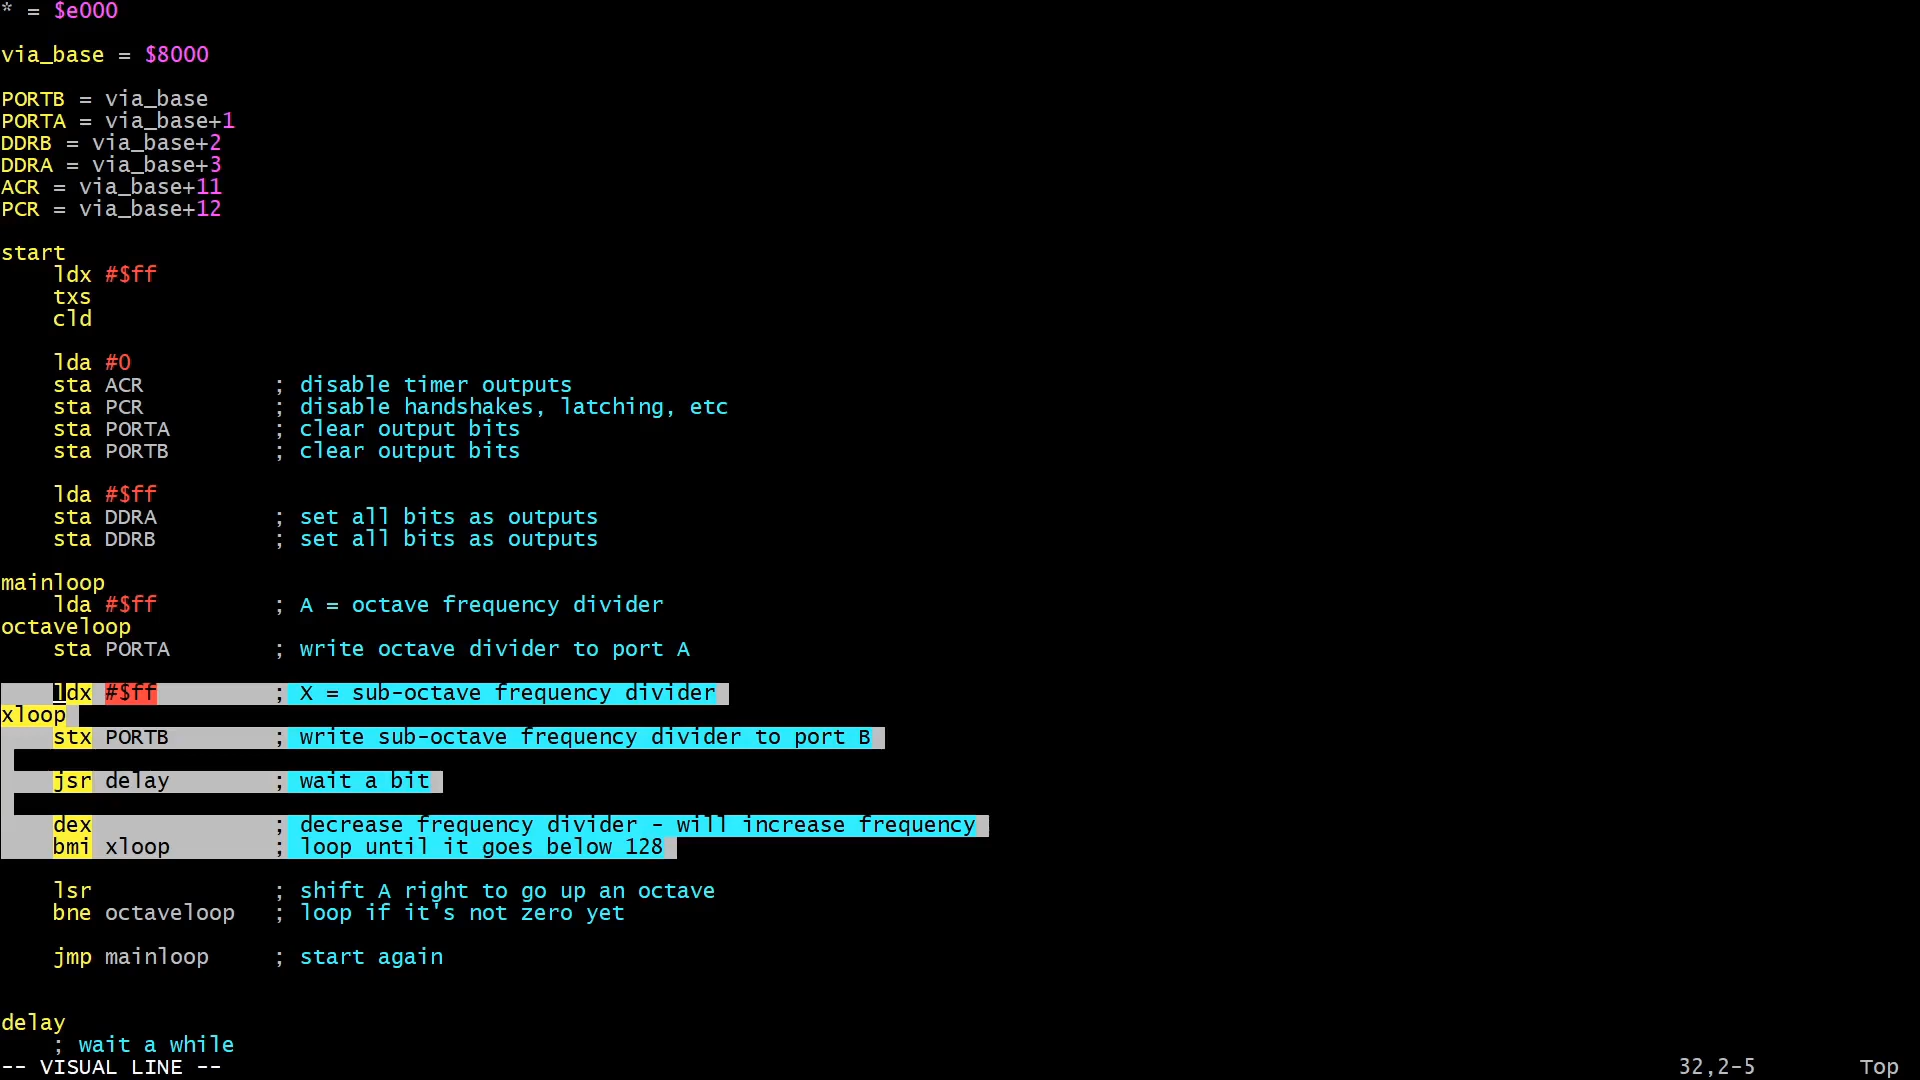 * = $e000
via_base = $8000
PORTB = via_base
PORTA = via_base+1
DDRB = via_base+2
DDRA = via_base+3
ACR = via_base+11
PCR = via_base+12
start
    ldx #$ff
    txs
    cld
    lda #0
    sta ACR          ; disable timer outputs
    sta PCR          ; disable handshakes, latching, etc
    sta PORTA        ; clear output bits
    sta PORTB        ; clear output bits
    lda #$ff
    sta DDRA         ; set all bits as outputs
    sta DDRB         ; set all bits as outputs
mainloop
    lda #$ff         ; A = octave frequency divider
octaveloop
    sta PORTA        ; write octave divider to port A
    ldx #$ff         ; X = sub-octave frequency divider
xloop
    stx PORTB        ; write sub-octave frequency divider to port B
    jsr delay        ; wait a bit
    dex              ; decrease frequency divider - will increase frequency
    bmi xloop        ; loop until it goes below 128
    lsr              ; shift A right to go up an octave
    bne octaveloop   ; loop if it's not zero yet
    jmp mainloop     ; start again
delay
    ; wait a while
-- VISUAL LINE -- 32,2-5 Top